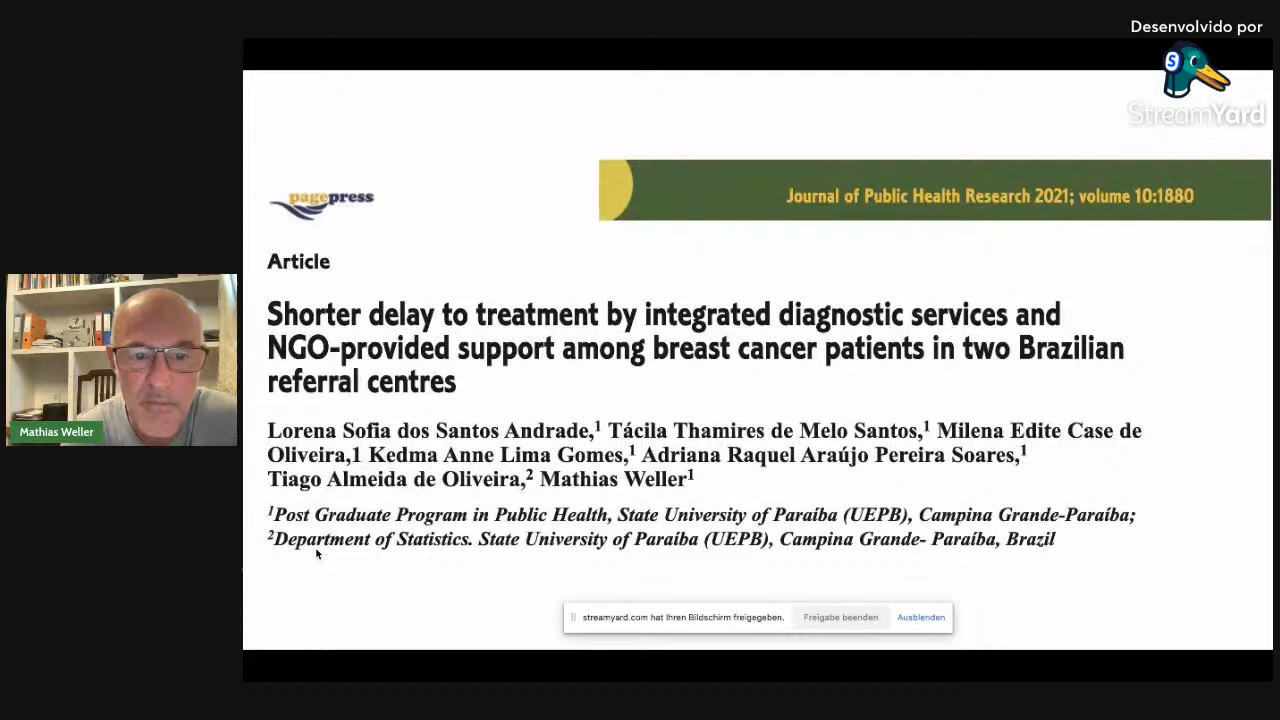 Desenvolvido por
StreamYard
pagepress
Journal of Public Health Research 2021; volume 10:1880
Article
Shorter delay to treatment by integrated diagnostic services and
NGO-provided support among breast cancer patients in two Brazilian
referral centres
Lorena Sofia dos Santos Andrade,¹ Tácila Thamires de Melo Santos,¹ Milena Edite Case de
Oliveira,1 Kedma Anne Lima Gomes,¹ Adriana Raquel Araújo Pereira Soares,¹
Tiago Almeida de Oliveira,² Mathias Weller¹
¹Post Graduate Program in Public Health, State University of Paraíba (UEPB), Campina Grande-Paraíba;
²Department of Statistics. State University of Paraíba (UEPB), Campina Grande- Paraíba, Brazil
Mathias Weller
streamyard.com hat Ihren Bildschirm freigegeben. Freigabe beenden Ausblenden